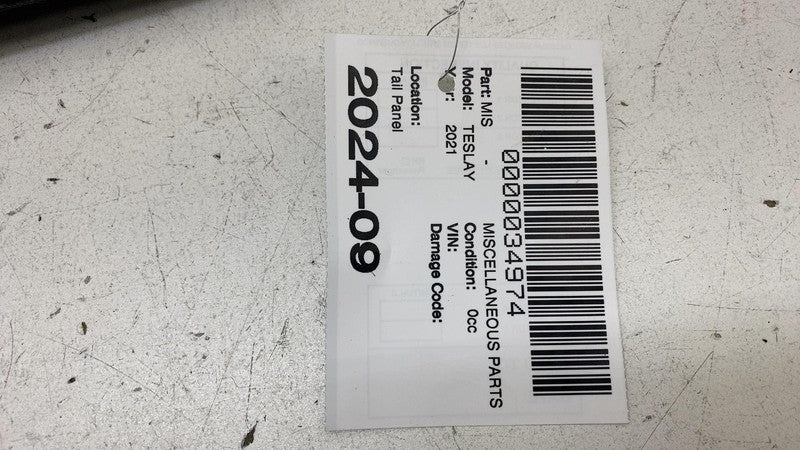 0000034974
Part: MIS - MISCELLANEOUS PARTS
Model: TESLAY Condition: 0cc
Year: 2021 VIN:
Damage Code:
Location:
Tail Panel
2024-09